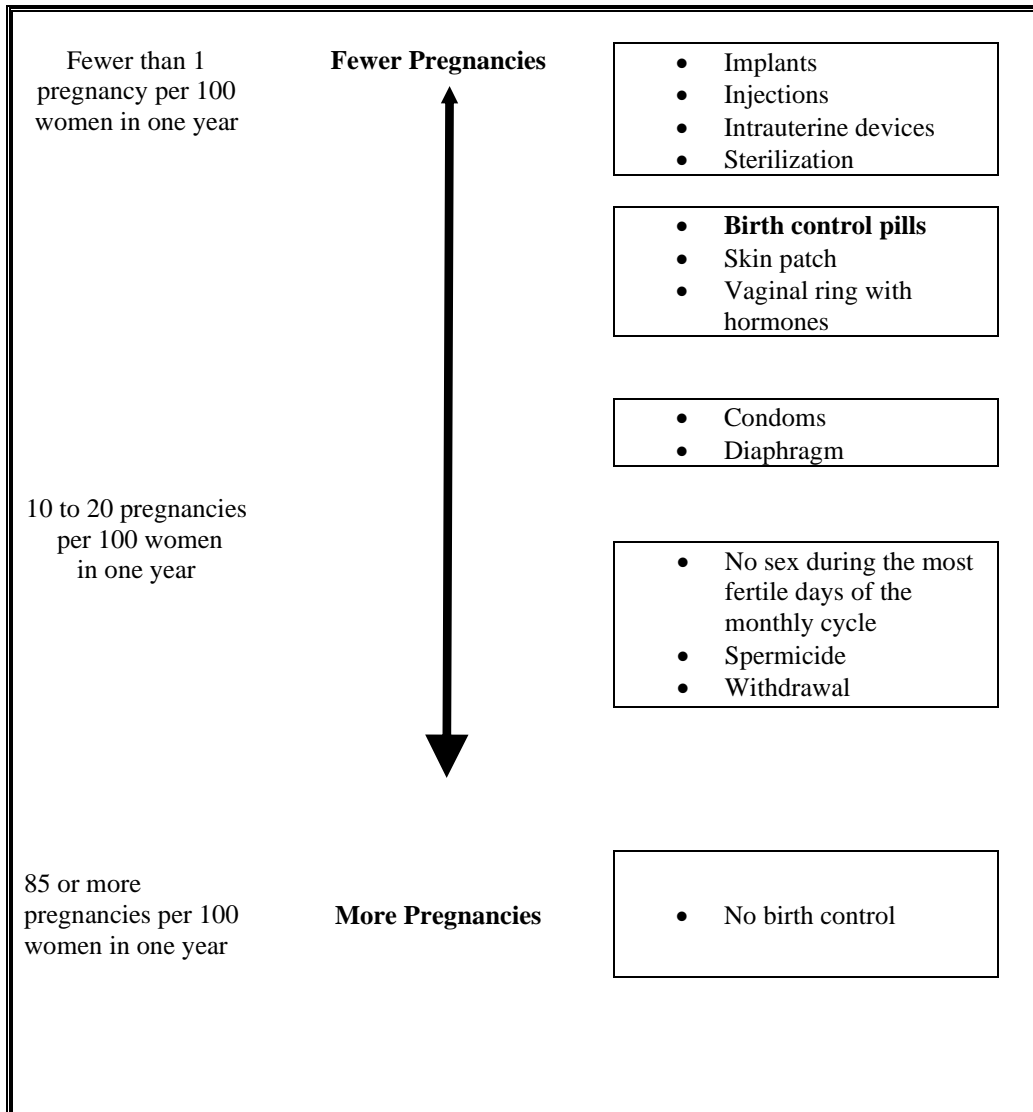 Fewer than 1
pregnancy per 100
women in one year
Fewer Pregnancies
• Implants
• Injections
• Intrauterine devices
• Sterilization
• Birth control pills
• Skin patch
• Vaginal ring with
hormones
• Condoms
• Diaphragm
10 to 20 pregnancies
per 100 women
in one year
• No sex during the most
fertile days of the
monthly cycle
• Spermicide
• Withdrawal
85 or more
pregnancies per 100
women in one year
More Pregnancies
• No birth control